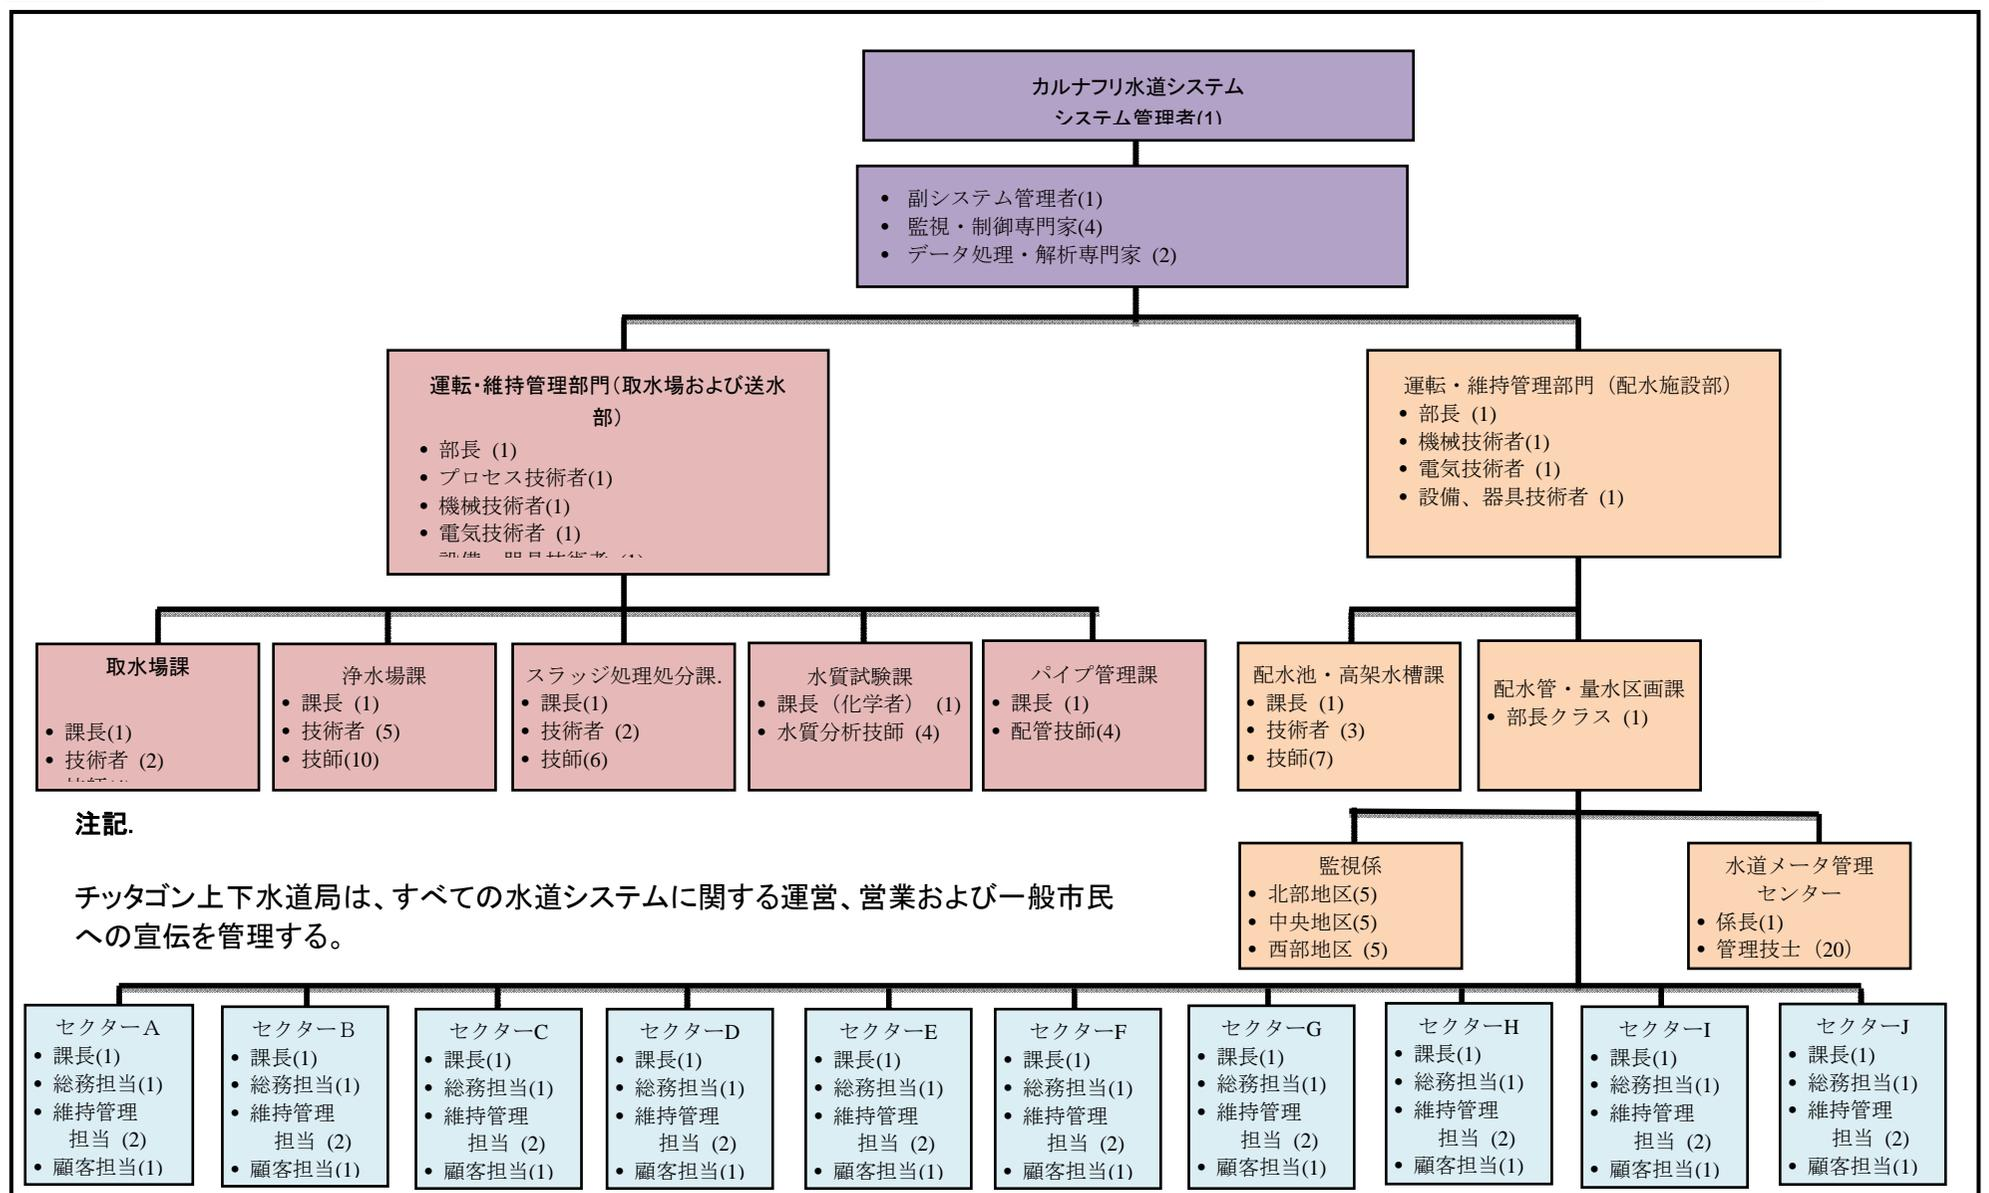 カルナフリ水道システム
システム管理者(1)
• 副システム管理者(1)
• 監視・制御専門家(4)
• データ処理・解析専門家 (2)
運転・維持管理部門(取水場および送水
部)
• 部長 (1)
• プロセス技術者(1)
• 機械技術者(1)
• 電気技術者 (1)
運転・維持管理部門（配水施設部）
• 部長 (1)
• 機械技術者(1)
• 電気技術者 (1)
• 設備、器具技術者 (1)
取水場課
• 課長(1)
• 技術者 (2)
浄水場課
• 課長 (1)
• 技術者 (5)
• 技師(10)
スラッジ処理処分課.
• 課長(1)
• 技術者 (2)
• 技師(6)
水質試験課
• 課長（化学者） (1)
• 水質分析技師 (4)
パイプ管理課
• 課長 (1)
• 配管技師(4)
配水池・高架水槽課
• 課長 (1)
• 技術者 (3)
• 技師(7)
配水管・量水区画課
• 部長クラス (1)
注記.
チッタゴン上下水道局は、すべての水道システムに関する運営、営業および一般市民
への宣伝を管理する。
監視係
• 北部地区(5)
• 中央地区(5)
• 西部地区 (5)
水道メータ管理
センター
• 係長(1)
• 管理技士（20）
セクターA
• 課長(1)
• 総務担当(1)
• 維持管理
担当 (2)
• 顧客担当(1)
セクターB
• 課長(1)
• 総務担当(1)
• 維持管理
担当 (2)
• 顧客担当(1)
セクターC
• 課長(1)
• 総務担当(1)
• 維持管理
担当 (2)
• 顧客担当(1)
セクターD
• 課長(1)
• 総務担当(1)
• 維持管理
担当 (2)
• 顧客担当(1)
セクターE
• 課長(1)
• 総務担当(1)
• 維持管理
担当 (2)
• 顧客担当(1)
セクターF
• 課長(1)
• 総務担当(1)
• 維持管理
担当 (2)
• 顧客担当(1)
セクターG
• 課長(1)
• 総務担当(1)
• 維持管理
担当 (2)
• 顧客担当(1)
セクターH
• 課長(1)
• 総務担当(1)
• 維持管理
担当 (2)
• 顧客担当(1)
セクターI
• 課長(1)
• 総務担当(1)
• 維持管理
担当 (2)
• 顧客担当(1)
セクターJ
• 課長(1)
• 総務担当(1)
• 維持管理
担当 (2)
• 顧客担当(1)